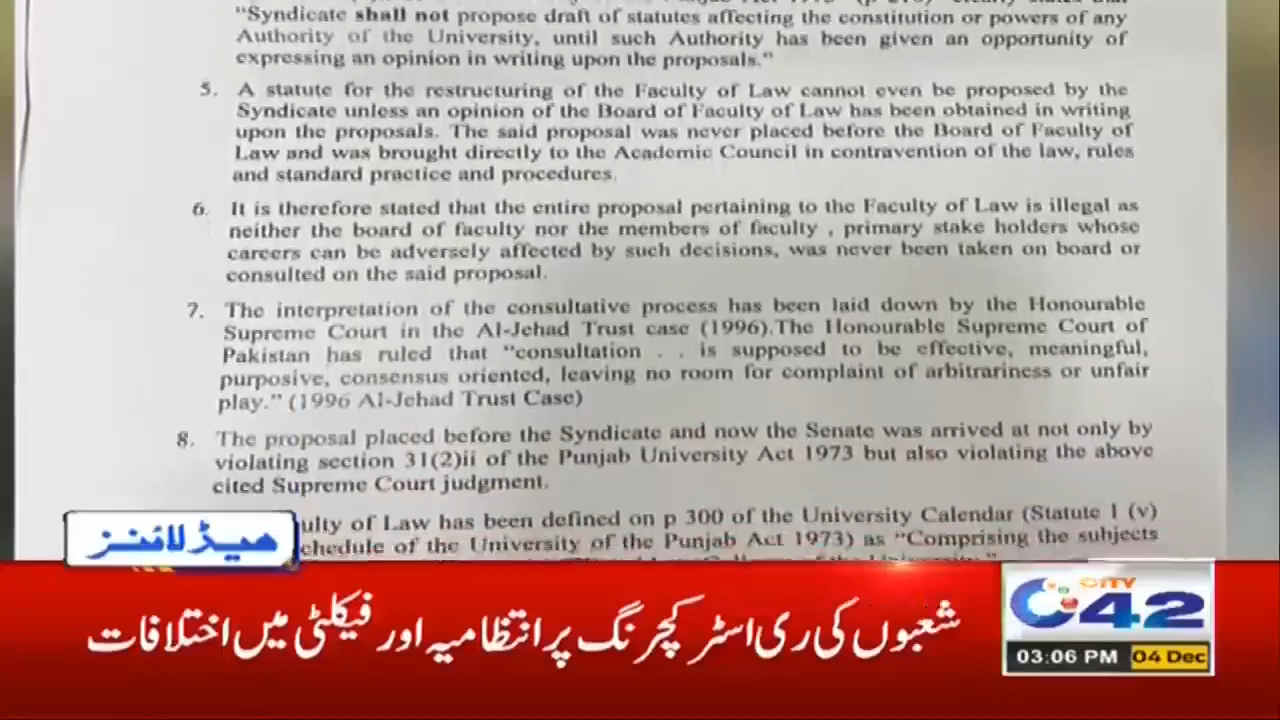 "Syndicate shall not propose draft of statutes affecting the constitution or powers of any
Authority of the University, until such Authority has been given an opportunity of
expressing an opinion in writing upon the proposals."
5. A statute for the restructuring of the Faculty of Law cannot even be proposed by the
Syndicate unless an opinion of the Board of Faculty of Law has been obtained in writing
upon the proposals. The said proposal was never placed before the Board of Faculty of
Law and was brought directly to the Academic Council in contravention of the law, rules
and standard practice and procedures.
6. It is therefore stated that the entire proposal pertaining to the Faculty of Law is illegal as
neither the board of faculty nor the members of faculty , primary stake holders whose
careers can be adversely affected by such decisions, was never been taken on board or
consulted on the said proposal.
7. The interpretation of the consultative process has been laid down by the Honourable
Supreme Court in the Al-Jehad Trust case (1996).The Honourable Supreme Court of
Pakistan has ruled that "consultation . . is supposed to be effective, meaningful,
purposive, consensus oriented, leaving no room for complaint of arbitrariness or unfair
play." (1996 Al-Jehad Trust Case)
8. The proposal placed before the Syndicate and now the Senate was arrived at not only by
violating section 31(2)ii of the Punjab University Act 1973 but also violating the above
cited Supreme Court judgment.
ulty of Law has been defined on p 300 of the University Calendar (Statute 1 (v)
chedule of the University of the Punjab Act 1973) as "Comprising the subjects
ہیڈلائنز
شعبوں کی ری اسٹرکچرنگ پر انتظامیہ اور فیکلٹی میں اختلافات
CITY
42
03:06 PM 04 Dec